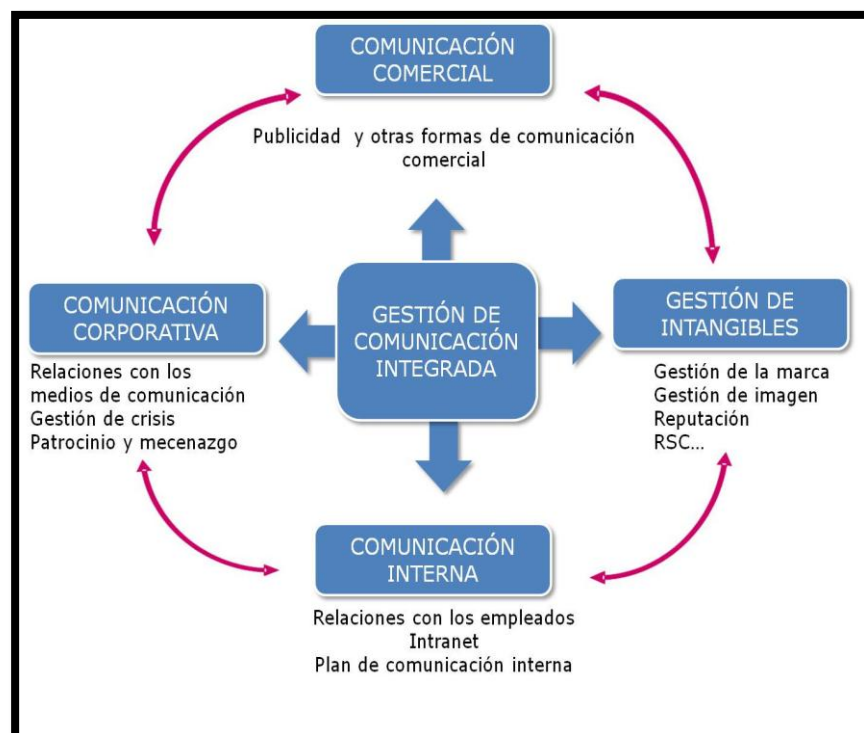 COMUNICACIÓN
COMERCIAL
Publicidad y otras formas de comunicación
comercial
COMUNICACIÓN
CORPORATIVA
Relaciones con los
medios de comunicación
Gestión de crisis
Patrocinio y mecenazgo
GESTIÓN DE
COMUNICACIÓN
INTEGRADA
GESTIÓN DE
INTANGIBLES
Gestión de la marca
Gestión de imagen
Reputación
RSC...
COMUNICACIÓN
INTERNA
Relaciones con los empleados
Intranet
Plan de comunicación interna